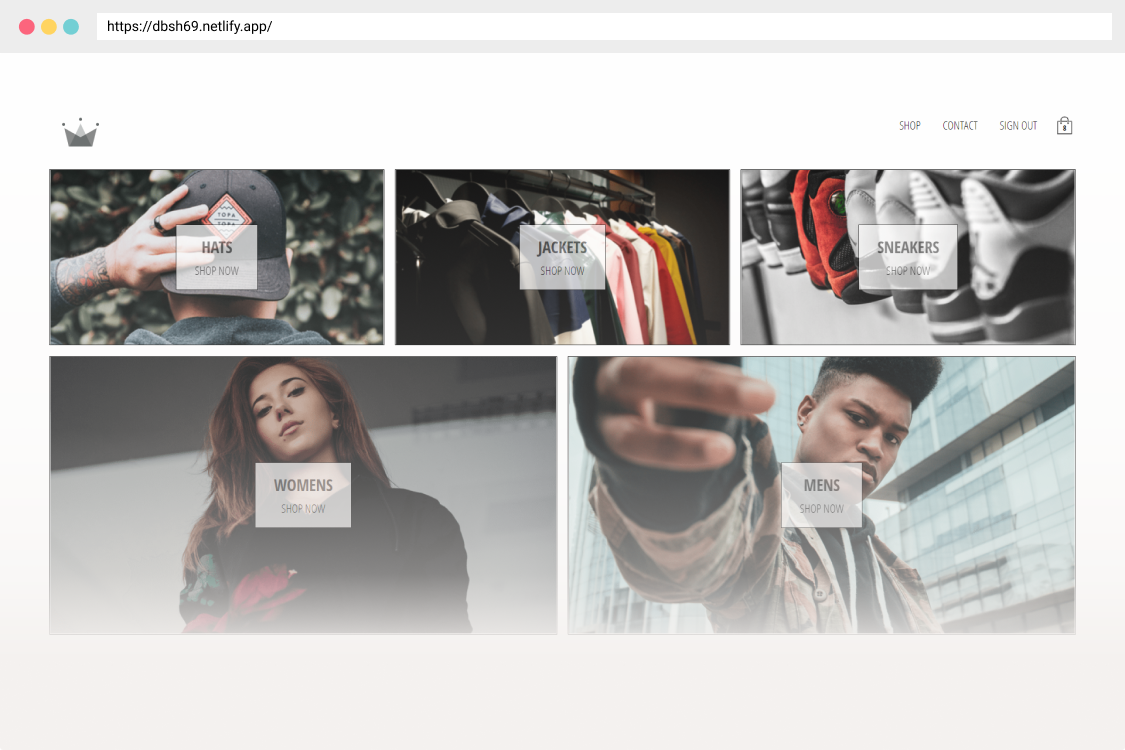 https://dbsh69.netlify.app/
SHOP CONTACT SIGN OUT 8
TOPA
TOPA
HATS
SHOP NOW
JACKETS
SHOP NOW
SNEAKERS
SHOP NOW
WOMENS
SHOP NOW
MENS
SHOP NOW